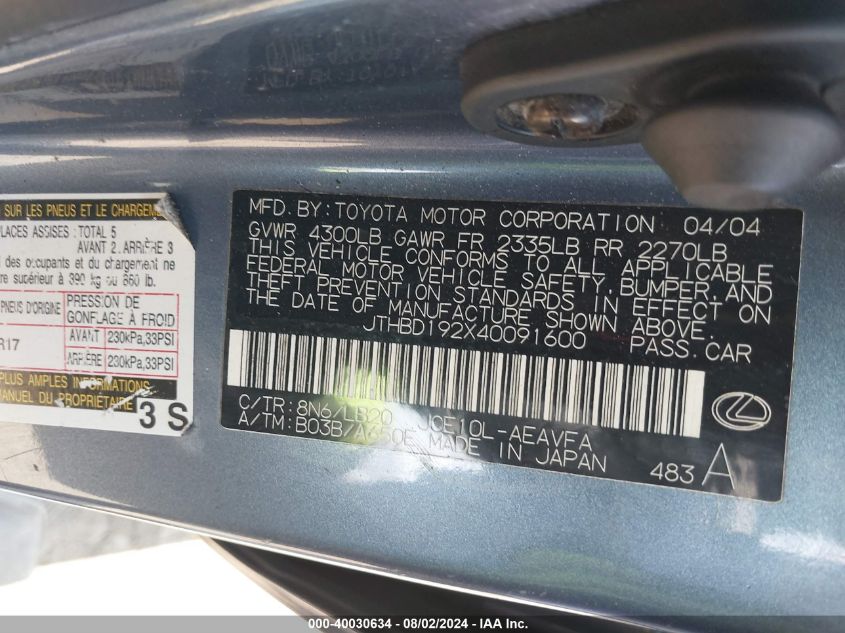 SUR LES PNEUS ET LE CHARGEME
LACES ASSISES: TOTAL 5
AVANT 2. ARRIÈRE 3
des occupants et du chargement ne
re supérieur à 390 kg ou 860 lb.
PNEUS D'ORIGINE
PRESSION DE
GONFLAGE À FROID
R17
AVANT 230kPa,33PSI
ARRIÈRE 230kPa,33PSI
PLUS AMPLES INFORMATIONS
MANUEL DU PROPRIÉTAIRE
3 S
MFD. BY: TOYOTA MOTOR CORPORATION 04/04
GVWR 4300LB GAWR FR 2335LB RR 2270LB
THIS VEHICLE CONFORMS TO ALL APPLICABLE
FEDERAL MOTOR VEHICLE SAFETY, BUMPER, AND
THEFT PREVENTION STANDARDS IN EFFECT ON
THE DATE OF MANUFACTURE SHOWN ABOVE.
JTHBD192X40091600 PASS. CAR
C/TR: 8N6/LB20 JCE10L-AEAVFA
A/TM: B03B/A650E MADE IN JAPAN
483 A
000-40030634 - 08/02/2024 - © IAA Inc.